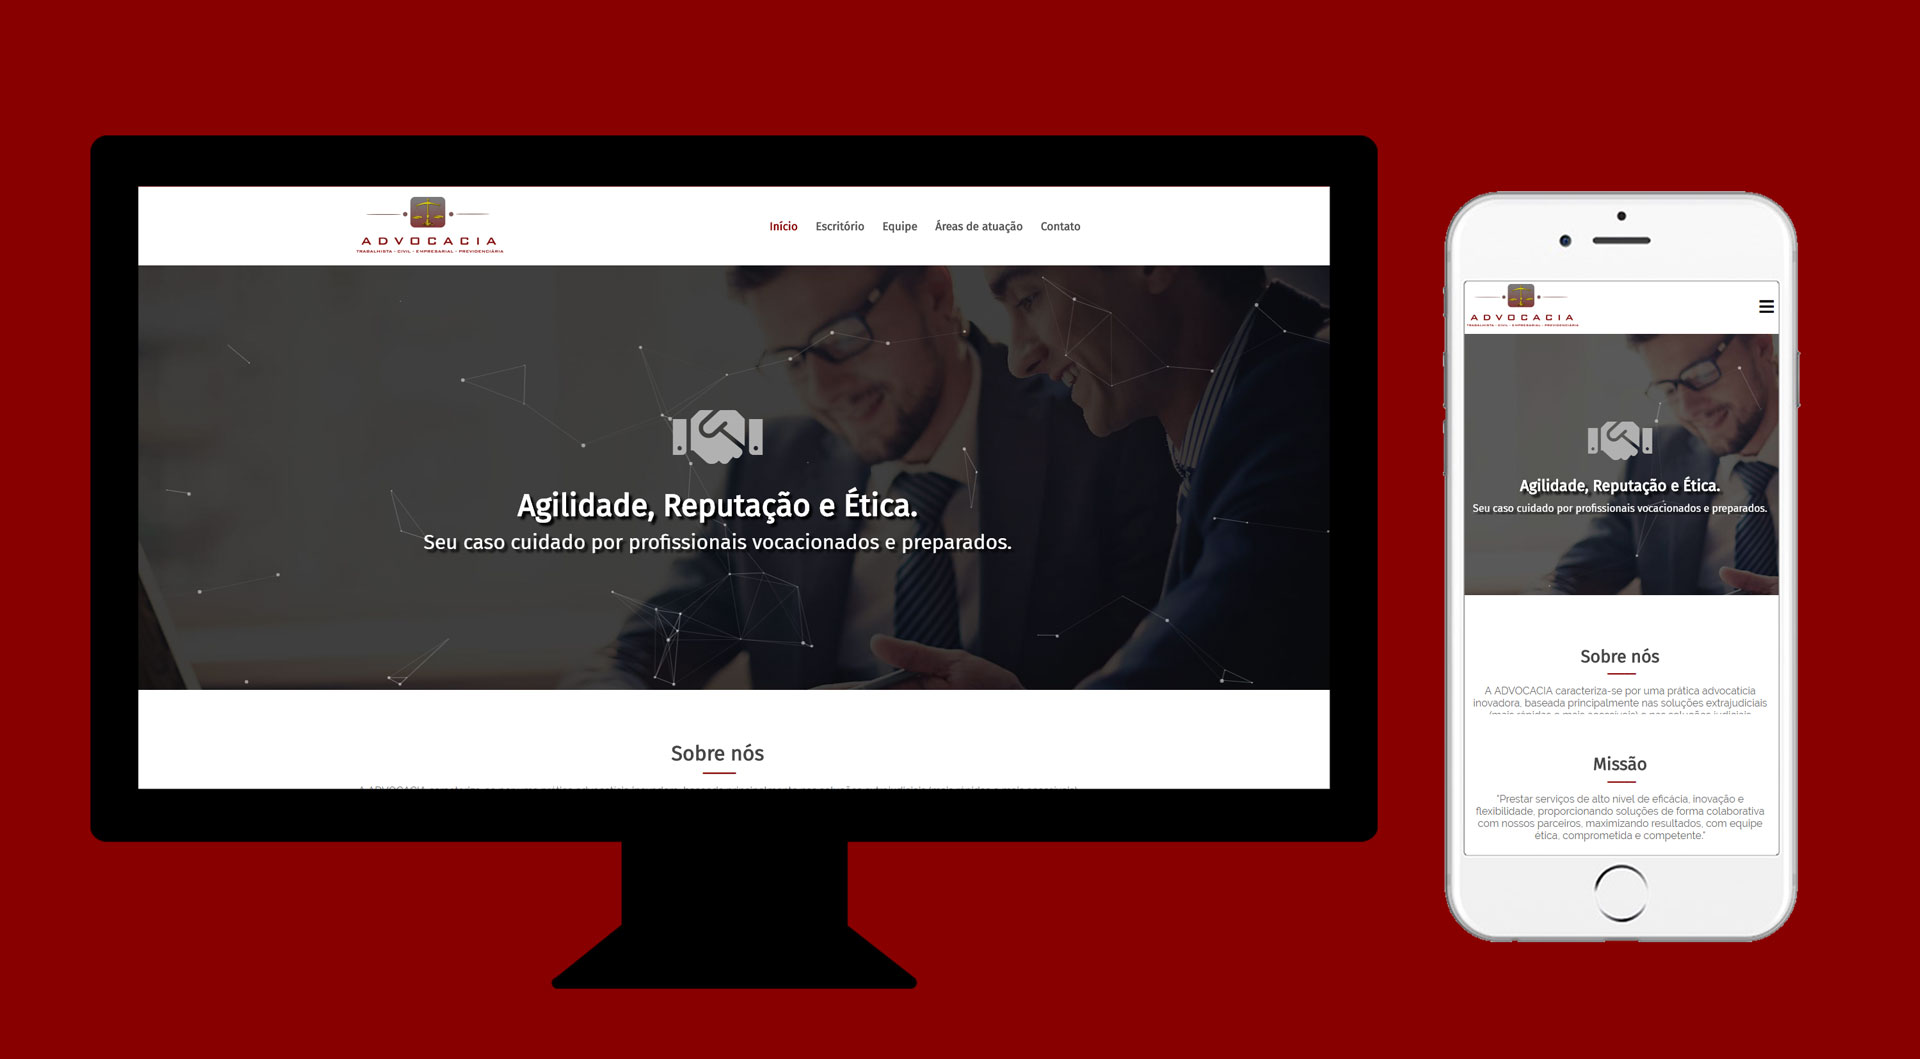 ADVOCACIA
TRABALHISTA - CIVIL - EMPRESARIAL - PREVIDENCIÁRIA
Início Escritório Equipe Áreas de atuação Contato
Agilidade, Reputação e Ética.
Seu caso cuidado por profissionais vocacionados e preparados.
Sobre nós
ADVOCACIA
TRABALHISTA - CIVIL - EMPRESARIAL - PREVIDENCIÁRIA
Agilidade, Reputação e Ética.
Seu caso cuidado por profissionais vocacionados e preparados.
Sobre nós
A ADVOCACIA caracteriza-se por uma prática advocatícia
inovadora, baseada principalmente nas soluções extrajudiciais
Missão
"Prestar serviços de alto nível de eficácia, inovação e
flexibilidade, proporcionando soluções de forma colaborativa
com nossos parceiros, maximizando resultados, com equipe
ética, comprometida e competente."